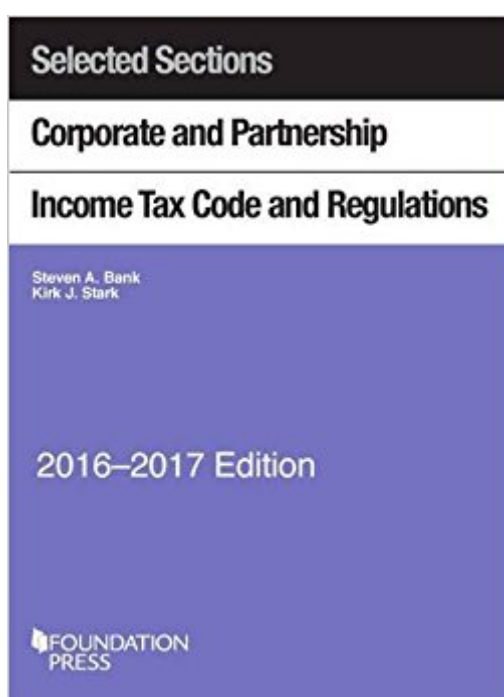 Selected Sections
Corporate and Partnership
Income Tax Code and Regulations
Steven A. Bank
Kirk J. Stark
2016–2017 Edition
FOUNDATION
PRESS